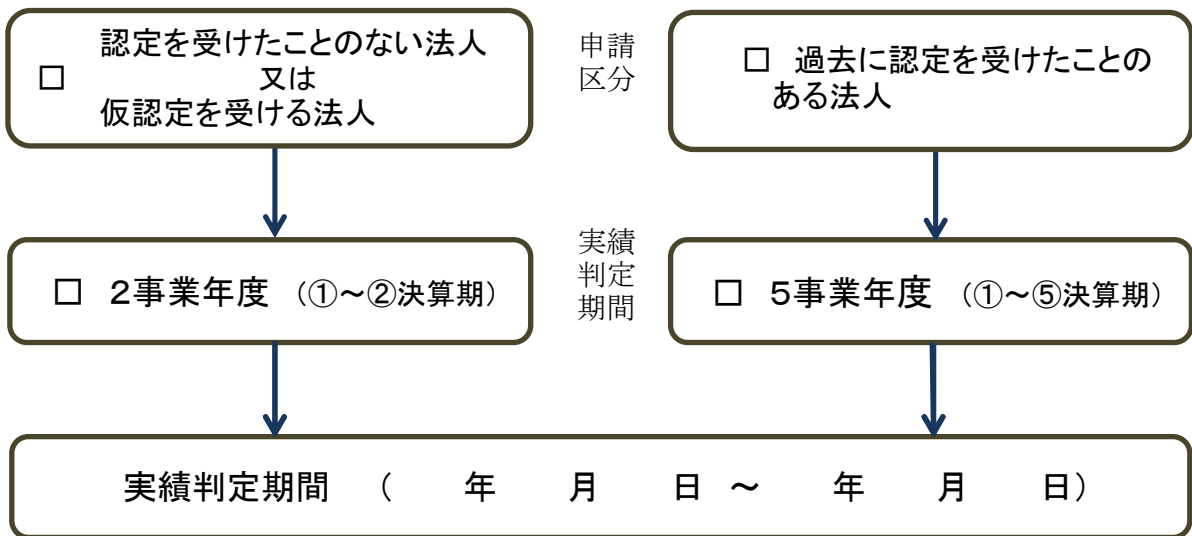 認定を受けたことのない法人
□ 又は
仮認定を受ける法人
申請
区分
□ 過去に認定を受けたことの
ある法人
□ 2事業年度 (①～②決算期)
実績
判定
期間
□ 5事業年度 (①～⑤決算期)
実績判定期間 ( 年 月 日 ～ 年 月 日)